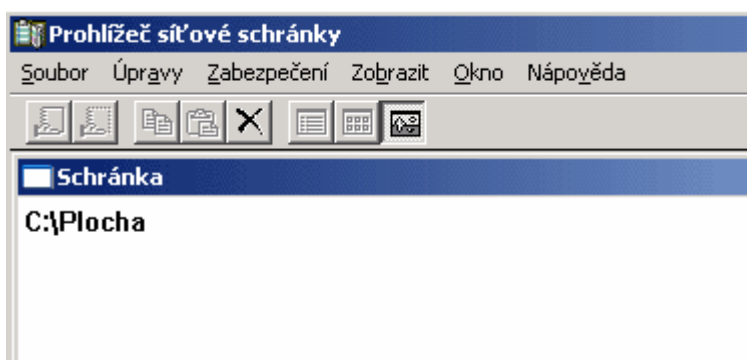 Prohlížeč síťové schránky
Soubor Úpravy Zabezpečení Zobrazit Okno Nápověda
Schránka
C:\Plocha